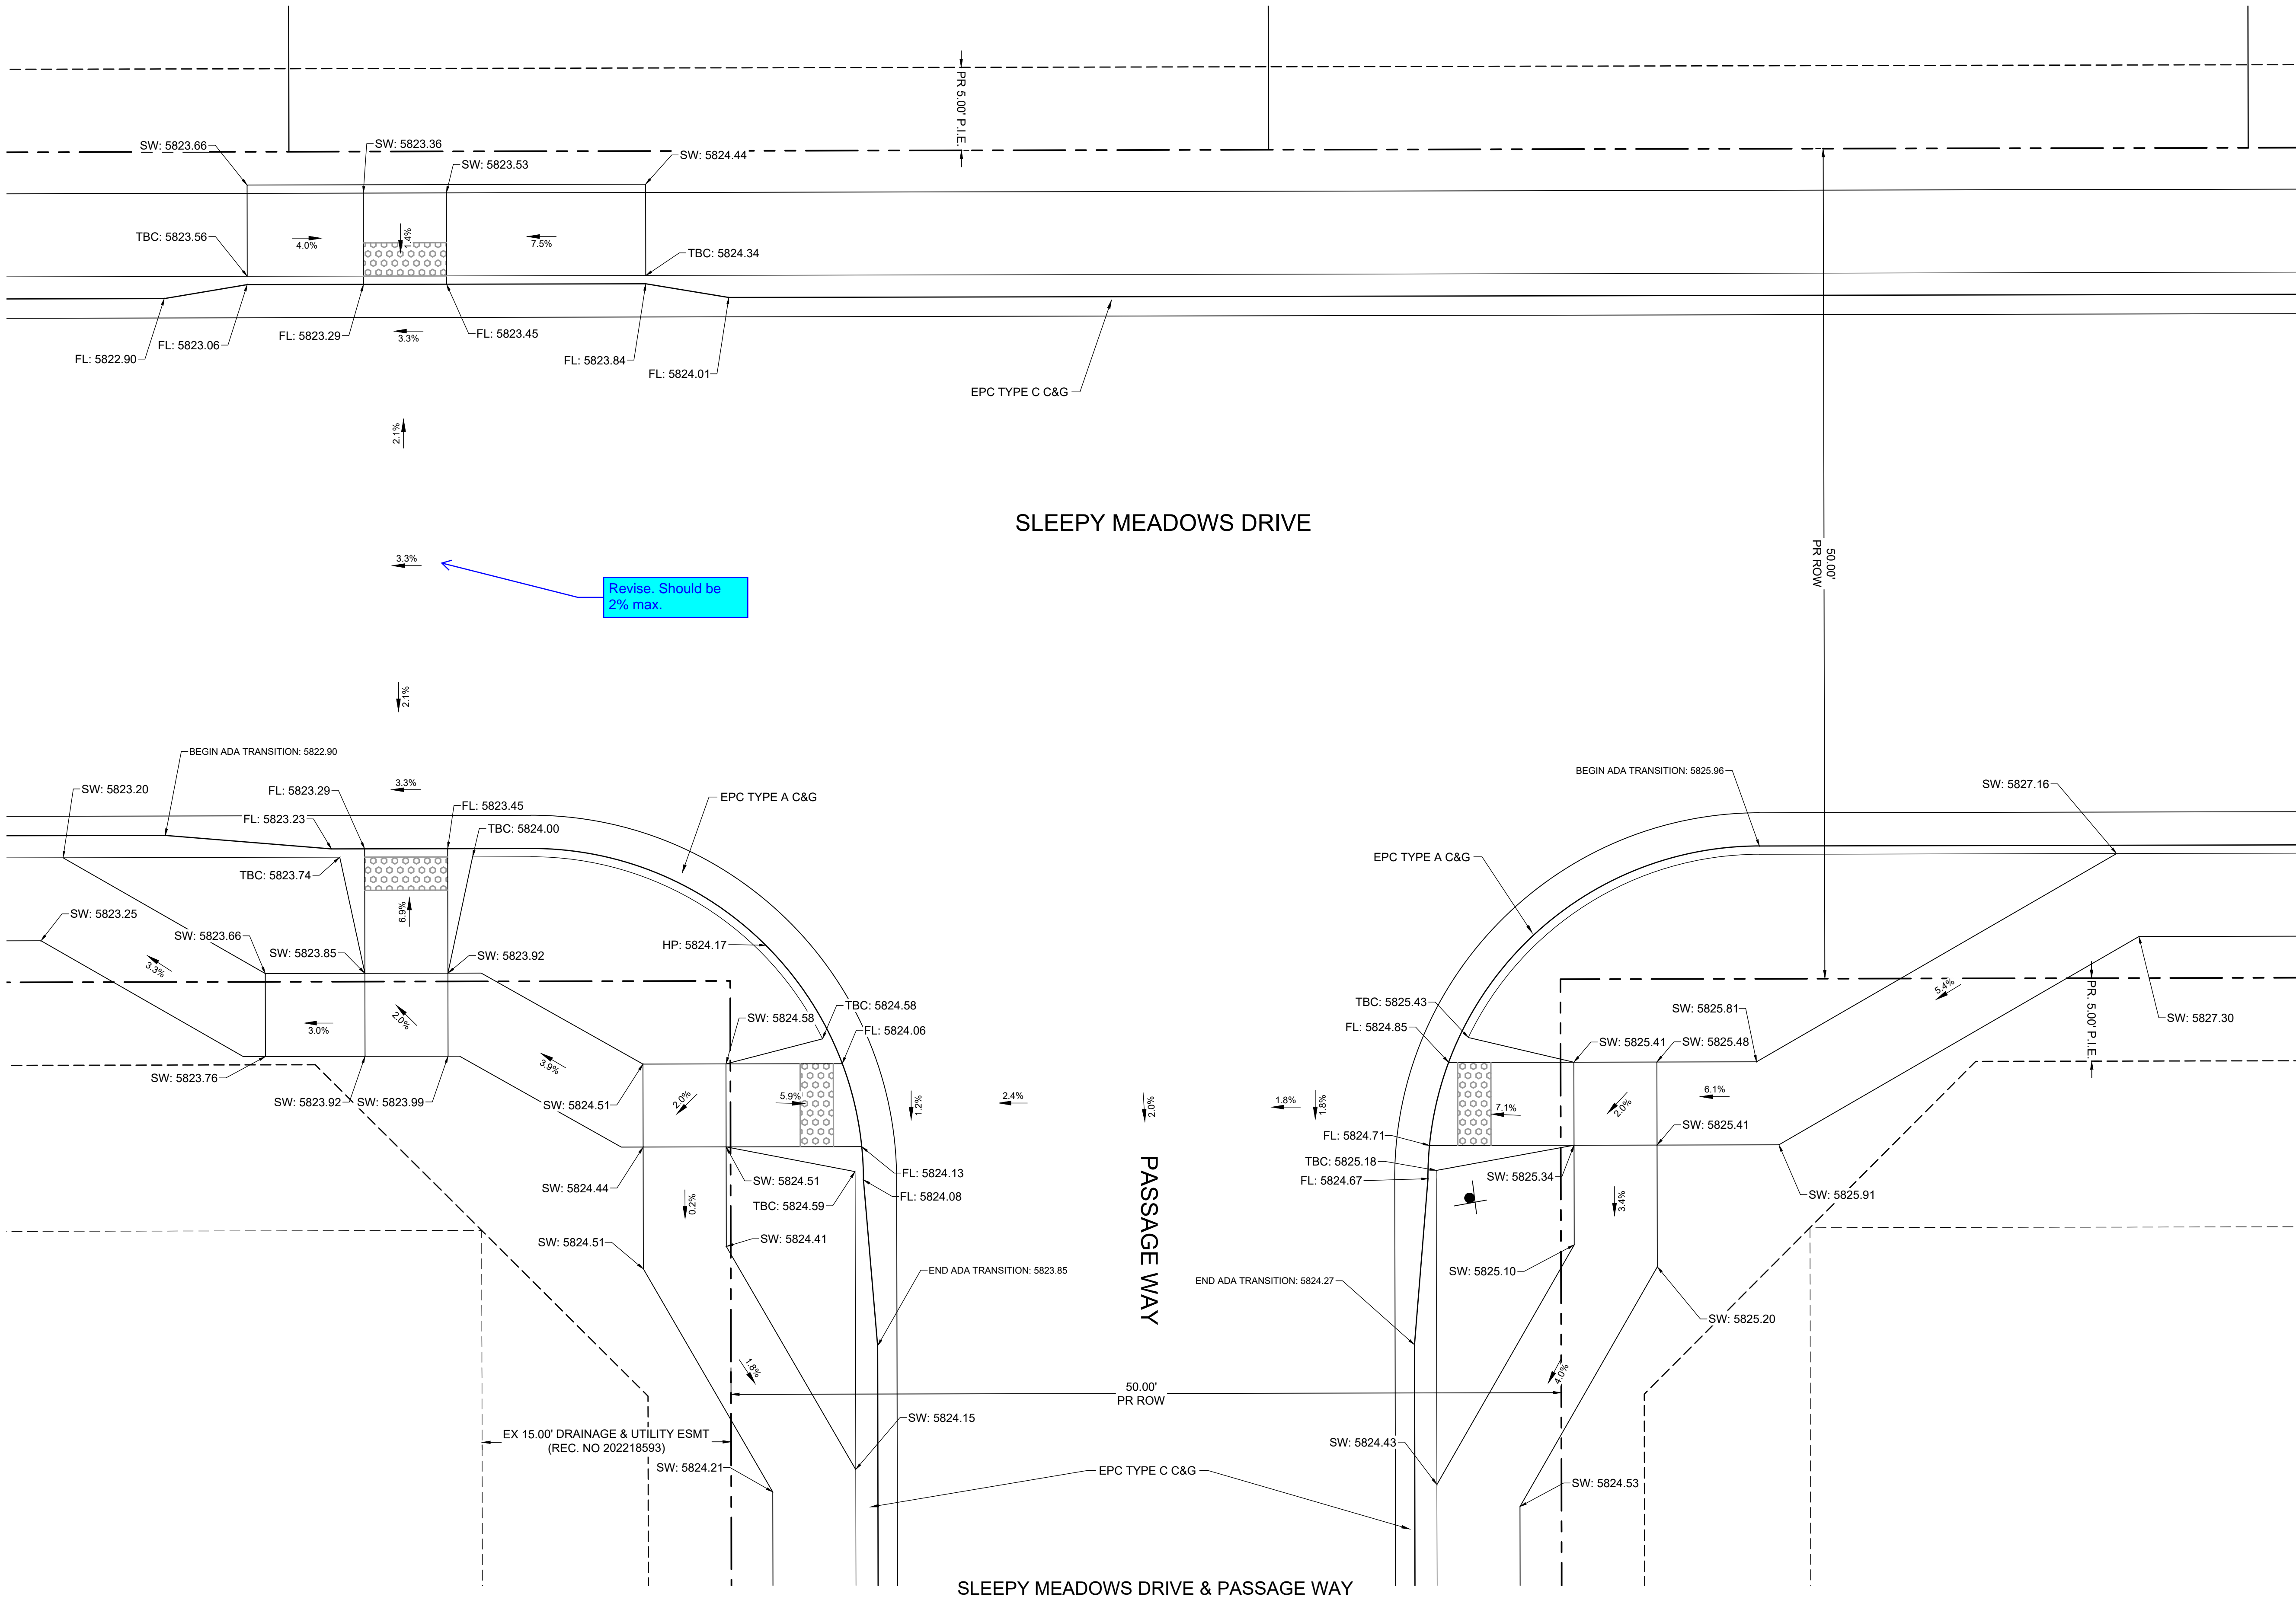 PR 5.00' P.I.E.
SW: 5823.66
SW: 5823.36
SW: 5823.53
SW: 5824.44
TBC: 5823.56
4.0%
1.4%
7.5%
TBC: 5824.34
FL: 5822.90
FL: 5823.06
FL: 5823.29
3.3%
FL: 5823.45
FL: 5823.84
FL: 5824.01
EPC TYPE C C&G
2.1%
SLEEPY MEADOWS DRIVE
50.00'
PR ROW
3.3%
Revise. Should be
2% max.
2.1%
BEGIN ADA TRANSITION: 5822.90
SW: 5823.20
FL: 5823.29
3.3%
FL: 5823.45
EPC TYPE A C&G
FL: 5823.23
TBC: 5824.00
TBC: 5823.74
6.9%
SW: 5823.25
SW: 5823.66
SW: 5823.85
SW: 5823.92
HP: 5824.17
3.3%
3.0%
2.0%
3.9%
SW: 5823.76
SW: 5823.92
SW: 5823.99
SW: 5824.51
SW: 5824.58
TBC: 5824.58
FL: 5824.06
2.0%
5.9%
1.2%
2.4%
2.0%
1.8%
1.8%
SW: 5824.44
SW: 5824.51
FL: 5824.13
FL: 5824.08
TBC: 5824.59
0.2%
SW: 5824.51
SW: 5824.41
END ADA TRANSITION: 5823.85
1.8%
SW: 5824.15
EX 15.00' DRAINAGE & UTILITY ESMT
(REC. NO 202218593)
SW: 5824.21
PASSAGE WAY
50.00'
PR ROW
EPC TYPE C C&G
BEGIN ADA TRANSITION: 5825.96
SW: 5827.16
EPC TYPE A C&G
TBC: 5825.43
FL: 5824.85
SW: 5825.81
SW: 5825.41
SW: 5825.48
5.4%
PR. 5.00' P.I.E.
SW: 5827.30
7.1%
2.0%
6.1%
FL: 5824.71
SW: 5825.41
TBC: 5825.18
SW: 5825.34
FL: 5824.67
SW: 5825.91
3.4%
SW: 5825.10
END ADA TRANSITION: 5824.27
SW: 5825.20
4.0%
SW: 5824.43
SW: 5824.53
SLEEPY MEADOWS DRIVE & PASSAGE WAY